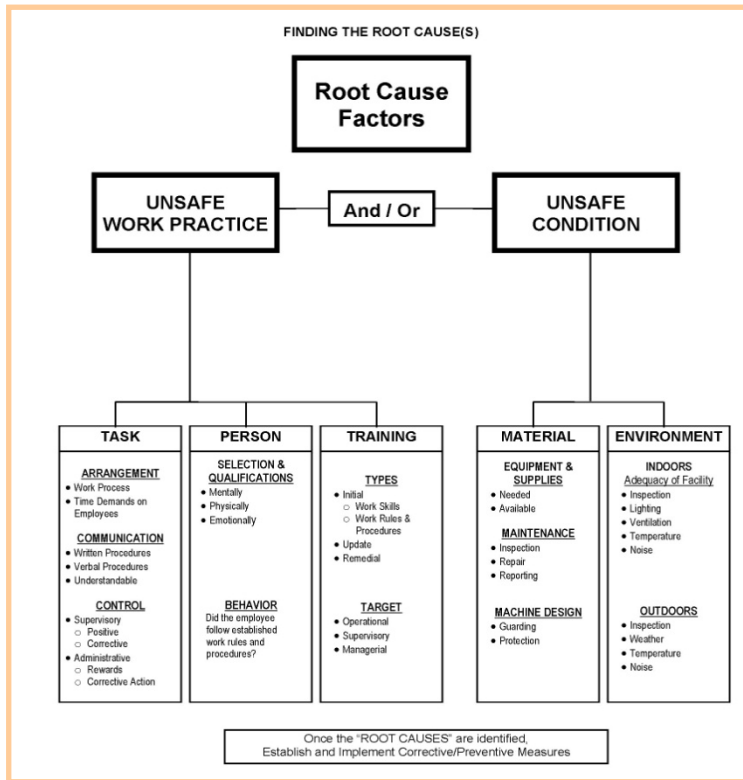 FINDING THE ROOT CAUSE(S)
Root Cause
Factors
UNSAFE
WORK PRACTICE
And / Or
UNSAFE
CONDITION
TASK
ARRANGEMENT
● Work Process
● Time Demands on
Employees
COMMUNICATION
● Written Procedures
● Verbal Procedures
● Understandable
CONTROL
● Supervisory
○ Positive
○ Corrective
● Administrative
○ Rewards
○ Corrective Action
PERSON
SELECTION &
QUALIFICATIONS
● Mentally
● Physically
● Emotionally
BEHAVIOR
Did the employee
follow established
work rules and
procedures?
TRAINING
TYPES
● Initial
○ Work Skills
○ Work Rules &
Procedures
● Update
● Remedial
TARGET
● Operational
● Supervisory
● Managerial
MATERIAL
EQUIPMENT &
SUPPLIES
● Needed
● Available
MAINTENANCE
● Inspection
● Repair
● Reporting
MACHINE DESIGN
● Guarding
● Protection
ENVIRONMENT
INDOORS
Adequacy of Facility
● Inspection
● Lighting
● Ventilation
● Temperature
● Noise
OUTDOORS
● Inspection
● Weather
● Temperature
● Noise
Once the "ROOT CAUSES" are identified,
Establish and Implement Corrective/Preventive Measures